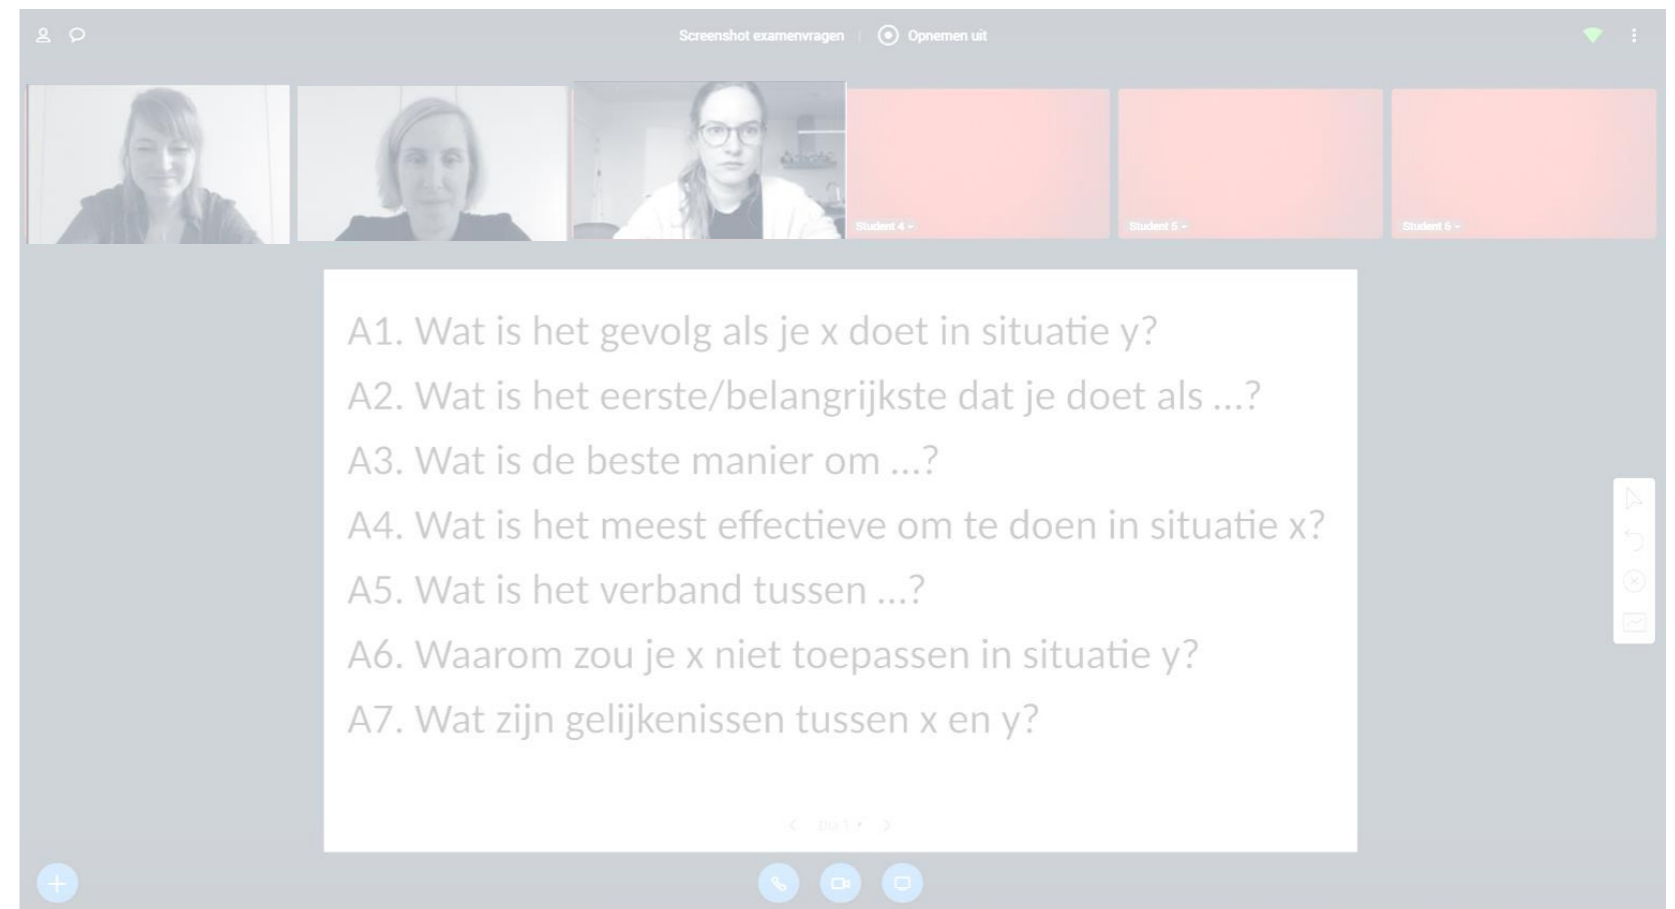 Screenshot examenvragen
Opnemen uit
Student 4
Student 5
Student 6
A1. Wat is het gevolg als je x doet in situatie y?
A2. Wat is het eerste/belangrijkste dat je doet als ...?
A3. Wat is de beste manier om ...?
A4. Wat is het meest effectieve om te doen in situatie x?
A5. Wat is het verband tussen ...?
A6. Waarom zou je x niet toepassen in situatie y?
A7. Wat zijn gelijkenissen tussen x en y?
Dia 1